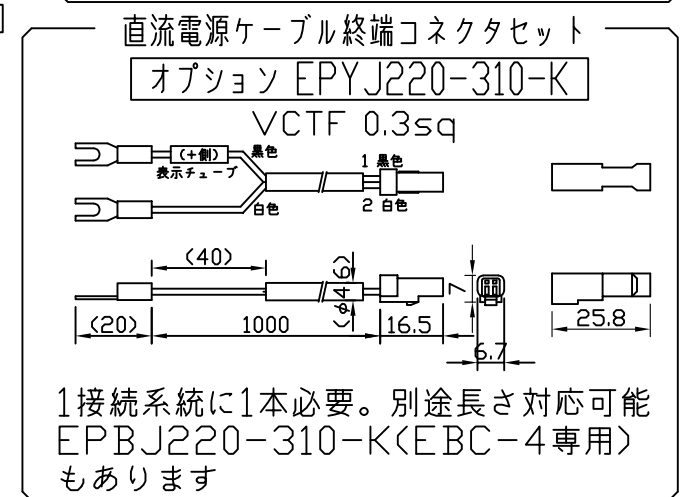 直流電源ケーブル終端コネクタセット
オプション EPYJ220-310-K
VCTF 0.3sq
(+側)
黒色
表示チューブ
白色
1 黒色
2 白色
(40)
(φ4.6)
7
(20)
1000
16.5
6.7
25.8
1接続系統に1本必要。別途長さ対応可能
EPBJ220-310-K(EBC-4専用)
もあります